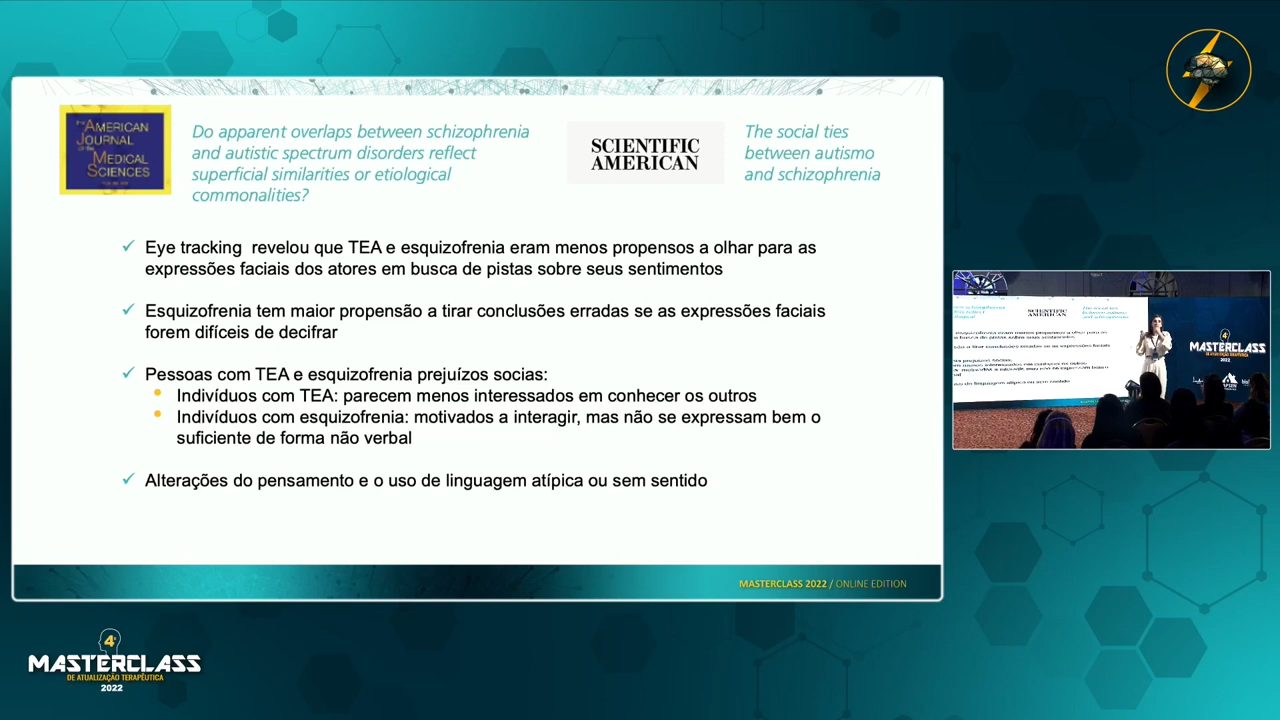 THE AMERICAN
JOURNAL
of the MEDICAL
SCIENCES
Do apparent overlaps between schizophrenia
and autistic spectrum disorders reflect
superficial similarities or etiological
commonalities?
SCIENTIFIC
AMERICAN
The social ties
between autismo
and schizophrenia
✓ Eye tracking revelou que TEA e esquizofrenia eram menos propensos a olhar para as
expressões faciais dos atores em busca de pistas sobre seus sentimentos
✓ Esquizofrenia tem maior propensão a tirar conclusões erradas se as expressões faciais
forem difíceis de decifrar
✓ Pessoas com TEA e esquizofrenia prejuízos socias:
• Indivíduos com TEA: parecem menos interessados em conhecer os outros
• Indivíduos com esquizofrenia: motivados a interagir, mas não se expressam bem o
suficiente de forma não verbal
✓ Alterações do pensamento e o uso de linguagem atípica ou sem sentido
MASTERCLASS 2022 / ONLINE EDITION
SCIENTIFIC
AMERICAN
4ª
MASTERCLASS
DE ATUALIZAÇÃO TERAPÊUTICA
2022
4ª
MASTERCLASS
DE ATUALIZAÇÃO TERAPÊUTICA
2022